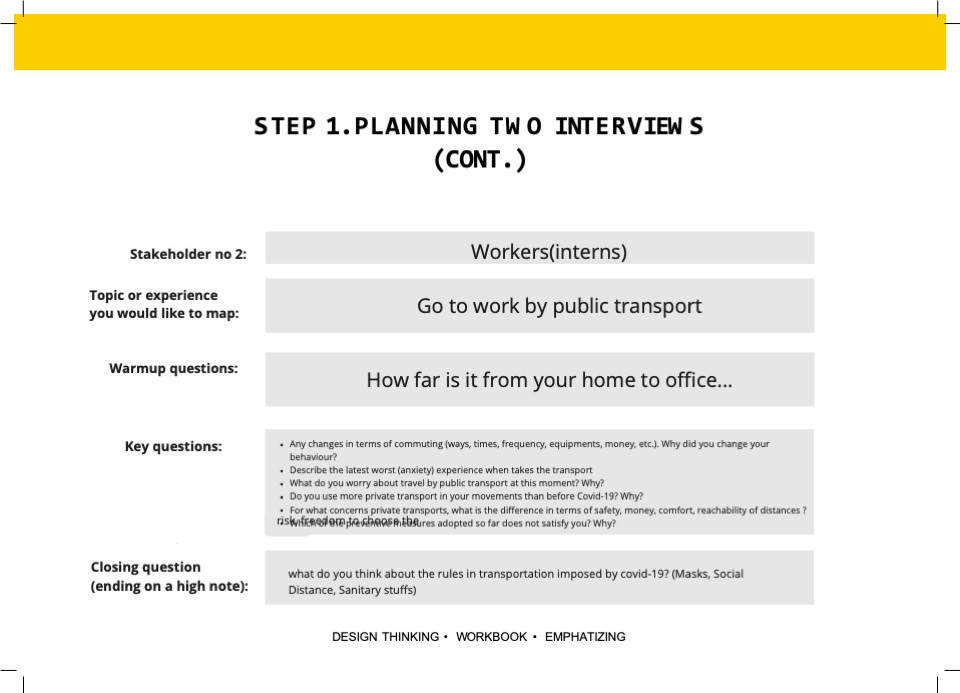 STEP 1.PLANNING TWO INTERVIEWS
(CONT.)
Stakeholder no 2:
Workers(interns)
Topic or experience
you would like to map:
Go to work by public transport
Warmup questions:
How far is it from your home to office...
Key questions:
• Any changes in terms of commuting (ways, times, frequency, equipments, money, etc.). Why did you change your
behaviour?
• Describe the latest worst (anxiety) experience when takes the transport
• What do you worry about travel by public transport at this moment? Why?
• Do you use more private transport in your movements than before Covid-19? Why?
• For what concerns private transports, what is the difference in terms of safety, money, comfort, reachability of distances ?
risk, freedom to choose the
• Which of the preventive measures adopted so far does not satisfy you? Why?
Closing question
(ending on a high note):
what do you think about the rules in transportation imposed by covid-19? (Masks, Social
Distance, Sanitary stuffs)
DESIGN THINKING • WORKBOOK • EMPHATIZING